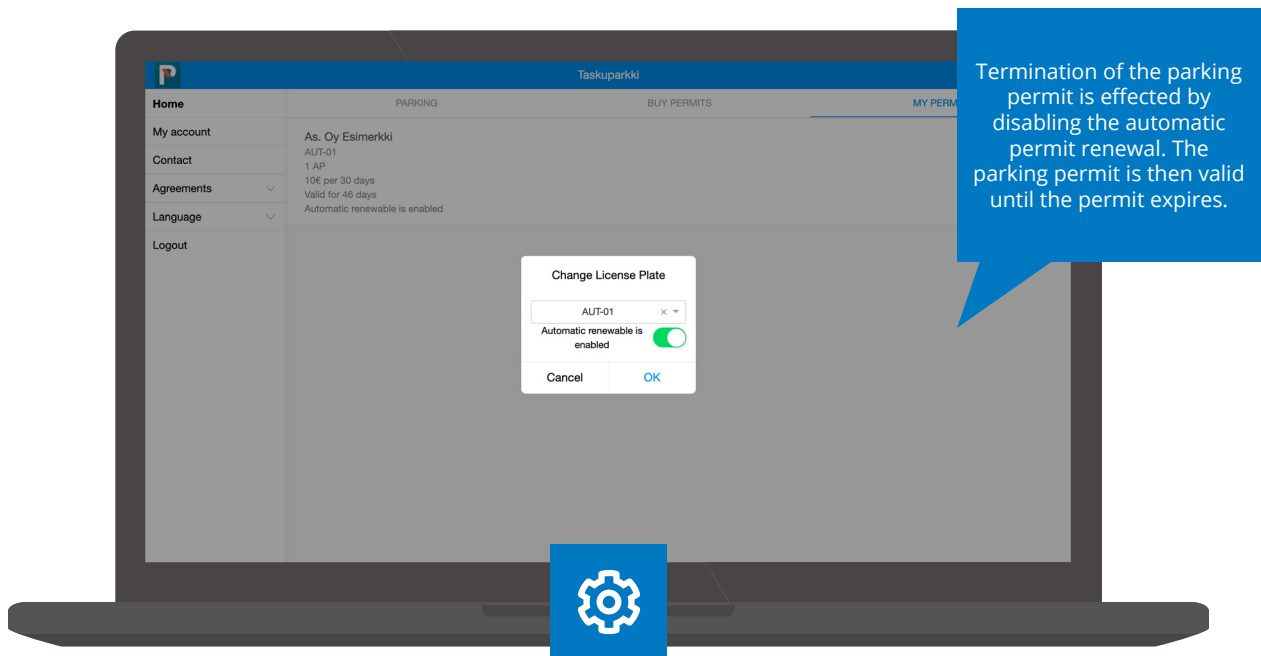 Taskuparkki
Home
My account
Contact
Agreements
Language
Logout
PARKING
BUY PERMITS
MY PERM
As. Oy Esimerkki
AUT-01
1 AP
10€ per 30 days
Valid for 46 days
Automatic renewable is enabled
Change License Plate
AUT-01
Automatic renewable is
enabled
Cancel
OK
Termination of the parking
permit is effected by
disabling the automatic
permit renewal. The
parking permit is then valid
until the permit expires.